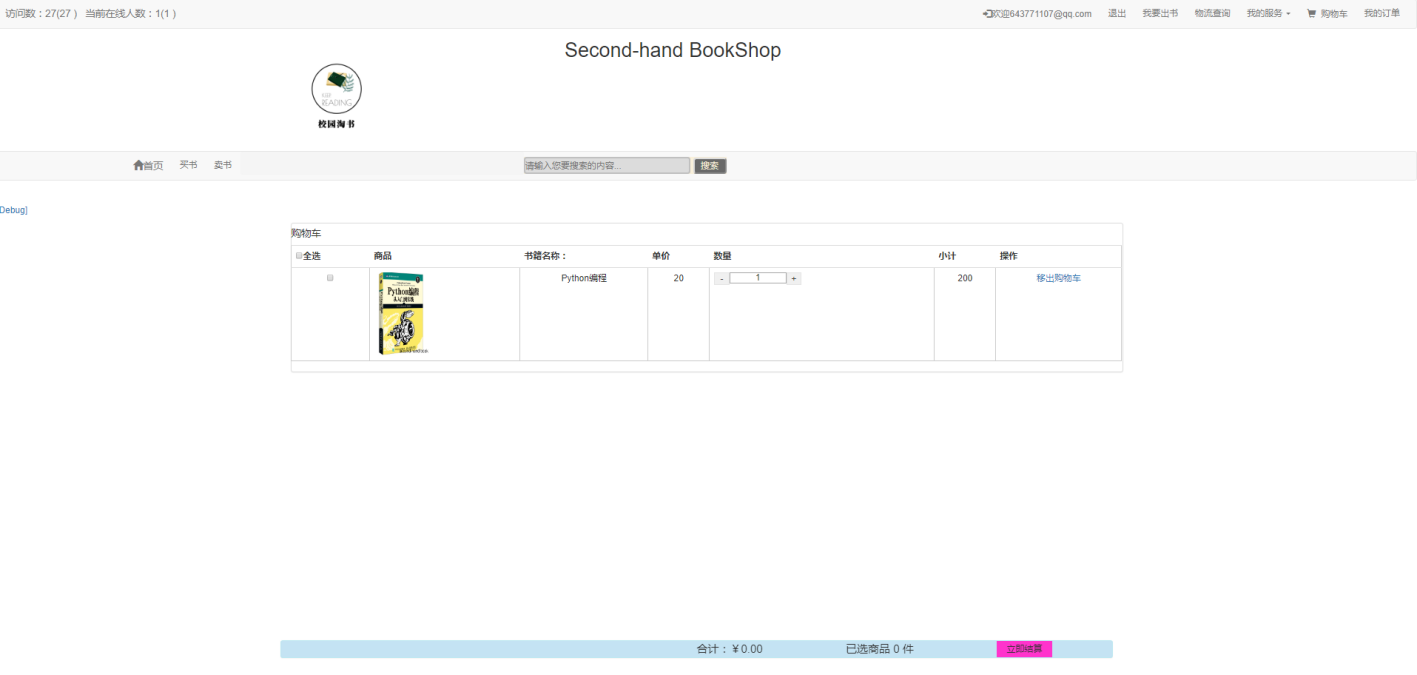 访问数：27(27 ) 当前在线人数：1(1 )
欢迎643771107@qq.com 退出 我要出书 物流查询 我的服务 购物车 我的订单
Second-hand BookShop
READING
校园淘书
首页 买书 卖书 请输入您要搜索的内容... 搜索
Debug]
购物车
全选 商品 书籍名称： 单价 数量 小计 操作
Python编程 20 - 1 + 200 移出购物车
Python编程
从入门到实践
合计：￥0.00 已选商品 0 件 立即结算